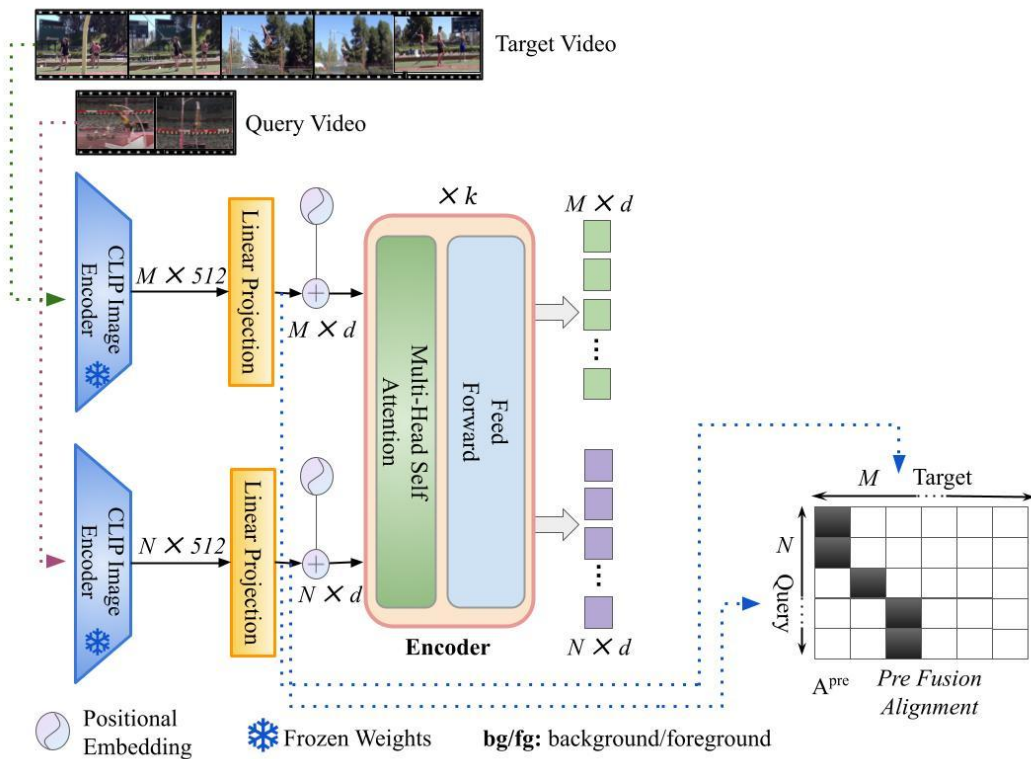 Target Video
Query Video
× k
M × d
CLIP Image
Encoder
M × 512
Linear Projection
+
M × d
Multi-Head Self
Attention
Feed
Forward
CLIP Image
Encoder
N × 512
Linear Projection
+
N × d
Encoder
N × d
M Target
N
Query
A^pre
Pre Fusion
Alignment
Positional
Embedding
Frozen Weights
bg/fg: background/foreground